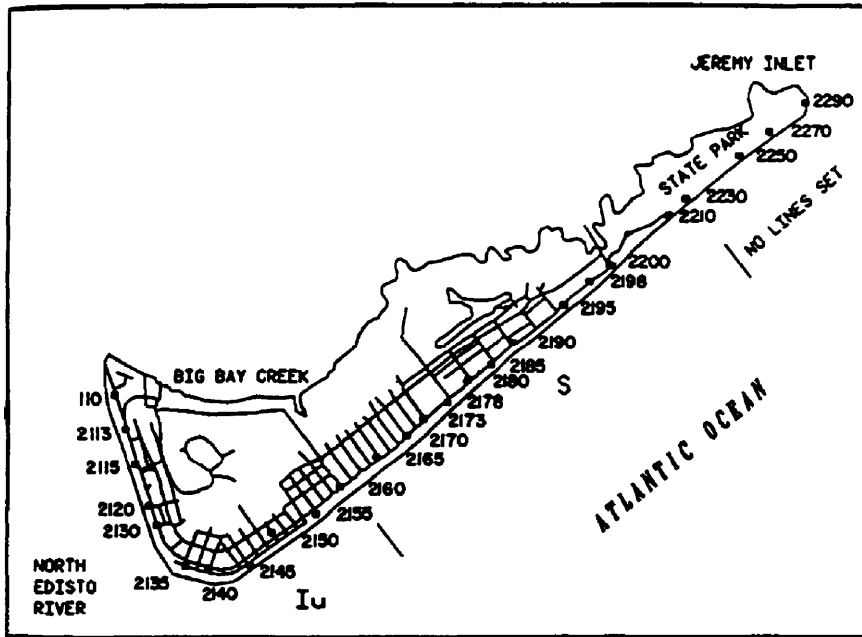 JEREMY INLET
2290
2270
2250
STATE PARK
2230
2210
NO LINES SET
2200
2198
2195
2190
2185
2180
2178
2173
2170
2165
2160
2155
2150
2145
2140
2135
S
ATLANTIC OCEAN
BIG BAY CREEK
110
2113
2115
2120
2130
NORTH
EDISTO
RIVER
Iu